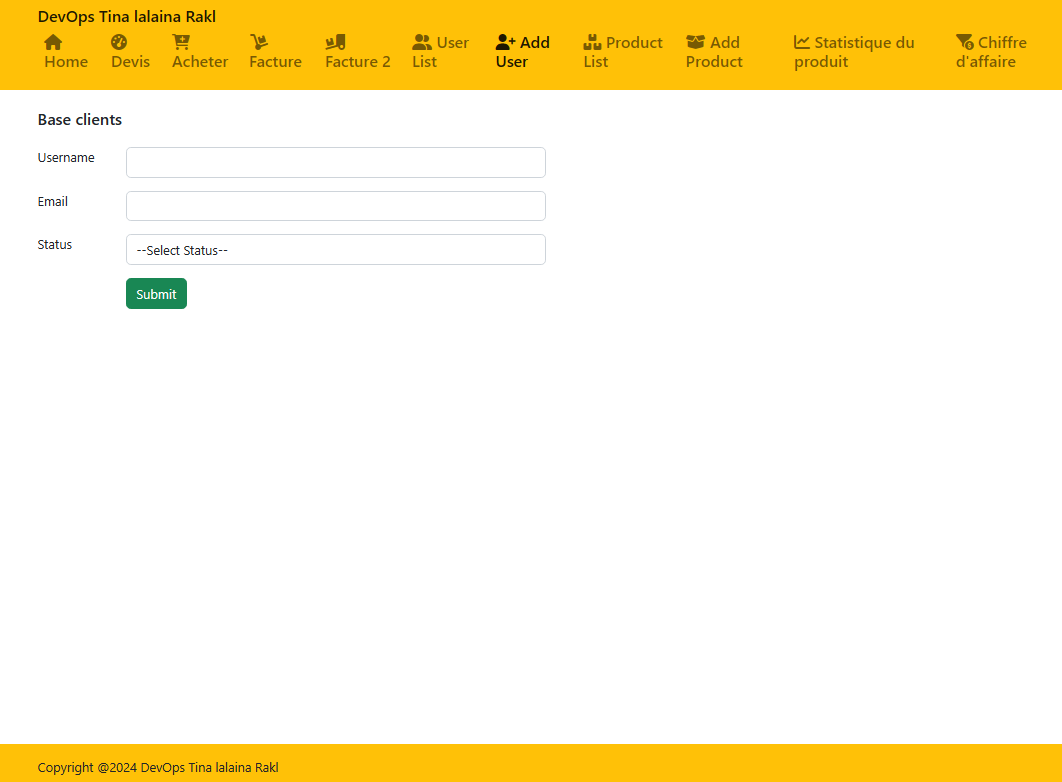 DevOps Tina lalaina Rakl
Home
Devis
Acheter
Facture
Facture 2
User
List
Add
User
Product
List
Add
Product
Statistique du
produit
Chiffre
d'affaire
Base clients
Username
Email
Status
--Select Status--
Submit
Copyright @2024 DevOps Tina lalaina Rakl